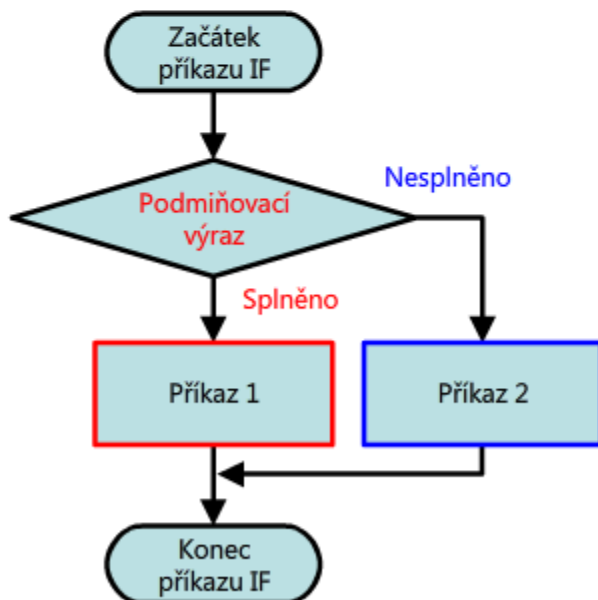 Začátek
příkazu IF
Nesplněno
Podmiňovací
výraz
Splněno
Příkaz 1
Příkaz 2
Konec
příkazu IF